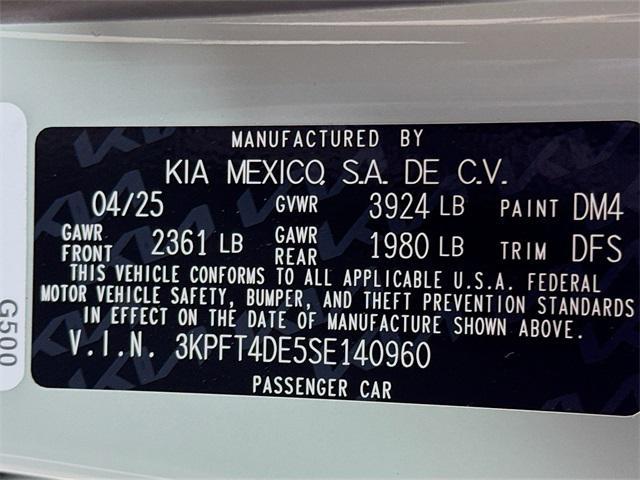 MANUFACTURED BY
KIA MEXICO, S.A. DE C.V.
04/25 GVWR 3924 LB PAINT DM4
GAWR FRONT 2361 LB GAWR REAR 1980 LB TRIM DFS
THIS VEHICLE CONFORMS TO ALL APPLICABLE U.S.A. FEDERAL
MOTOR VEHICLE SAFETY, BUMPER, AND THEFT PREVENTION STANDARDS
IN EFFECT ON THE DATE OF MANUFACTURE SHOWN ABOVE.
V.I.N. 3KPFT4DE5SE140960
PASSENGER CAR
G500